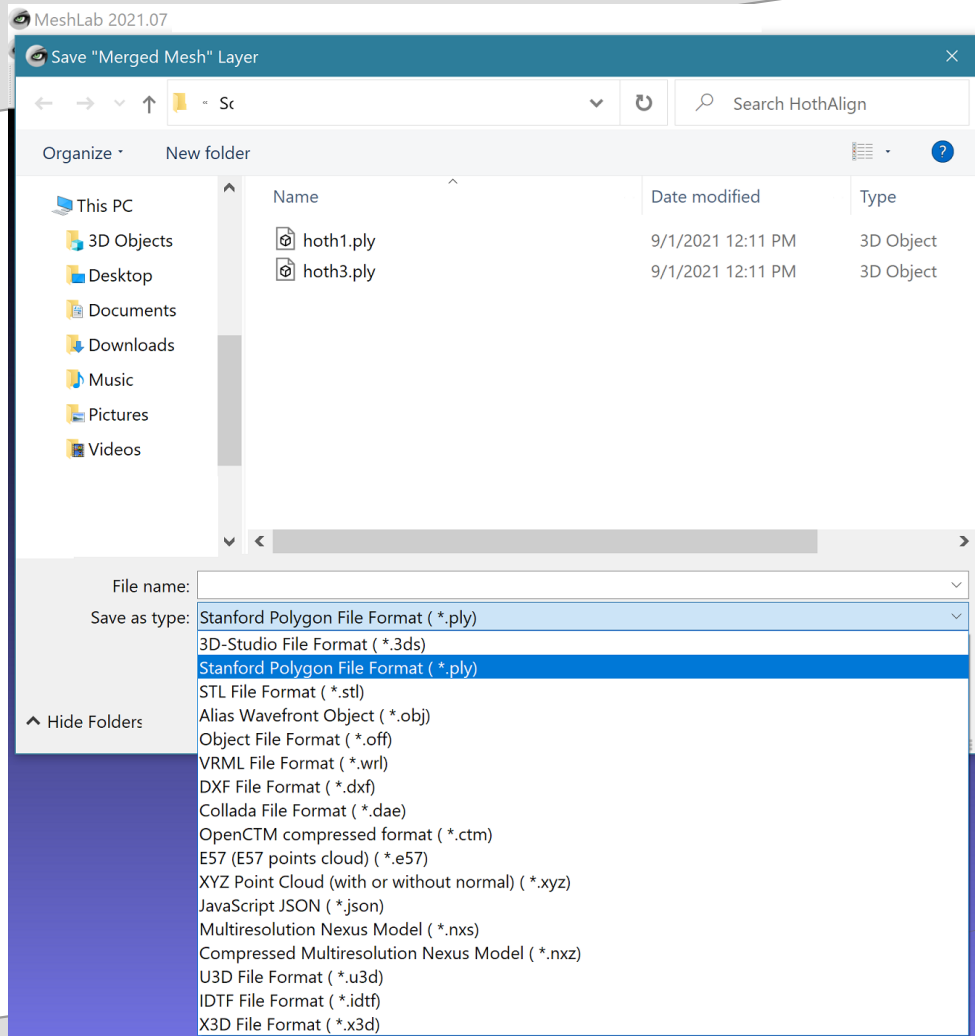 MeshLab 2021.07
Save "Merged Mesh" Layer
« Sc
Search HothAlign
Organize
New folder
?
Name
Date modified
Type
This PC
3D Objects
Desktop
Documents
Downloads
Music
Pictures
Videos
hoth1.ply 9/1/2021 12:11 PM 3D Object
hoth3.ply 9/1/2021 12:11 PM 3D Object
File name:
Save as type: Stanford Polygon File Format ( *.ply)
3D-Studio File Format ( *.3ds)
Stanford Polygon File Format ( *.ply)
STL File Format ( *.stl)
Alias Wavefront Object ( *.obj)
Object File Format ( *.off)
VRML File Format ( *.wrl)
DXF File Format ( *.dxf)
Collada File Format ( *.dae)
OpenCTM compressed format ( *.ctm)
E57 (E57 points cloud) ( *.e57)
XYZ Point Cloud (with or without normal) ( *.xyz)
JavaScript JSON ( *.json)
Multiresolution Nexus Model ( *.nxs)
Compressed Multiresolution Nexus Model ( *.nxz)
U3D File Format ( *.u3d)
IDTF File Format ( *.idtf)
X3D File Format ( *.x3d)
Hide Folders